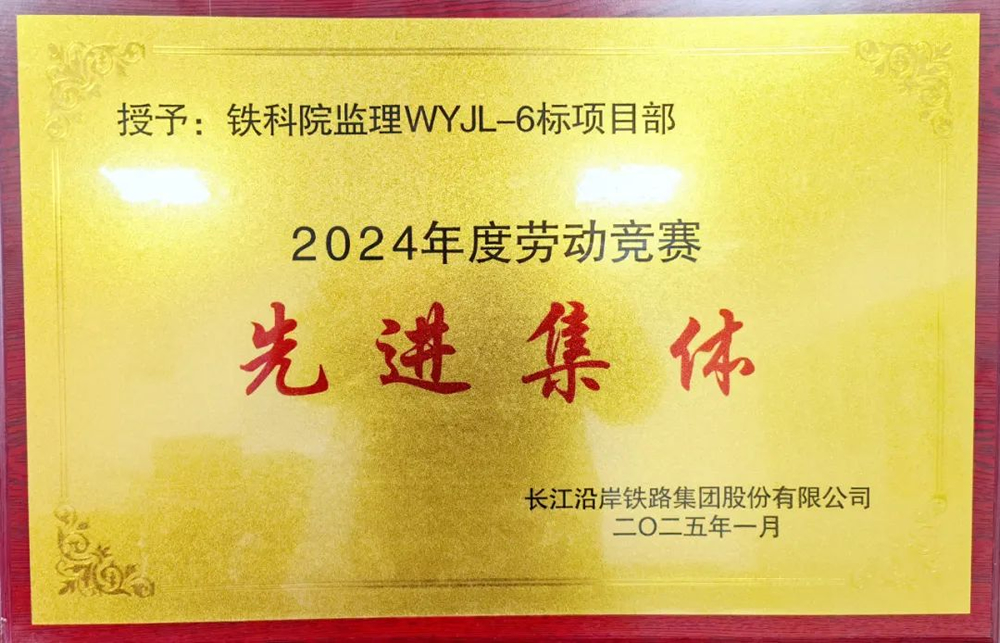 授予：铁科院监理WYJL-6标项目部
2024年度劳动竞赛
先进集体
长江沿岸铁路集团股份有限公司
二〇二五年一月